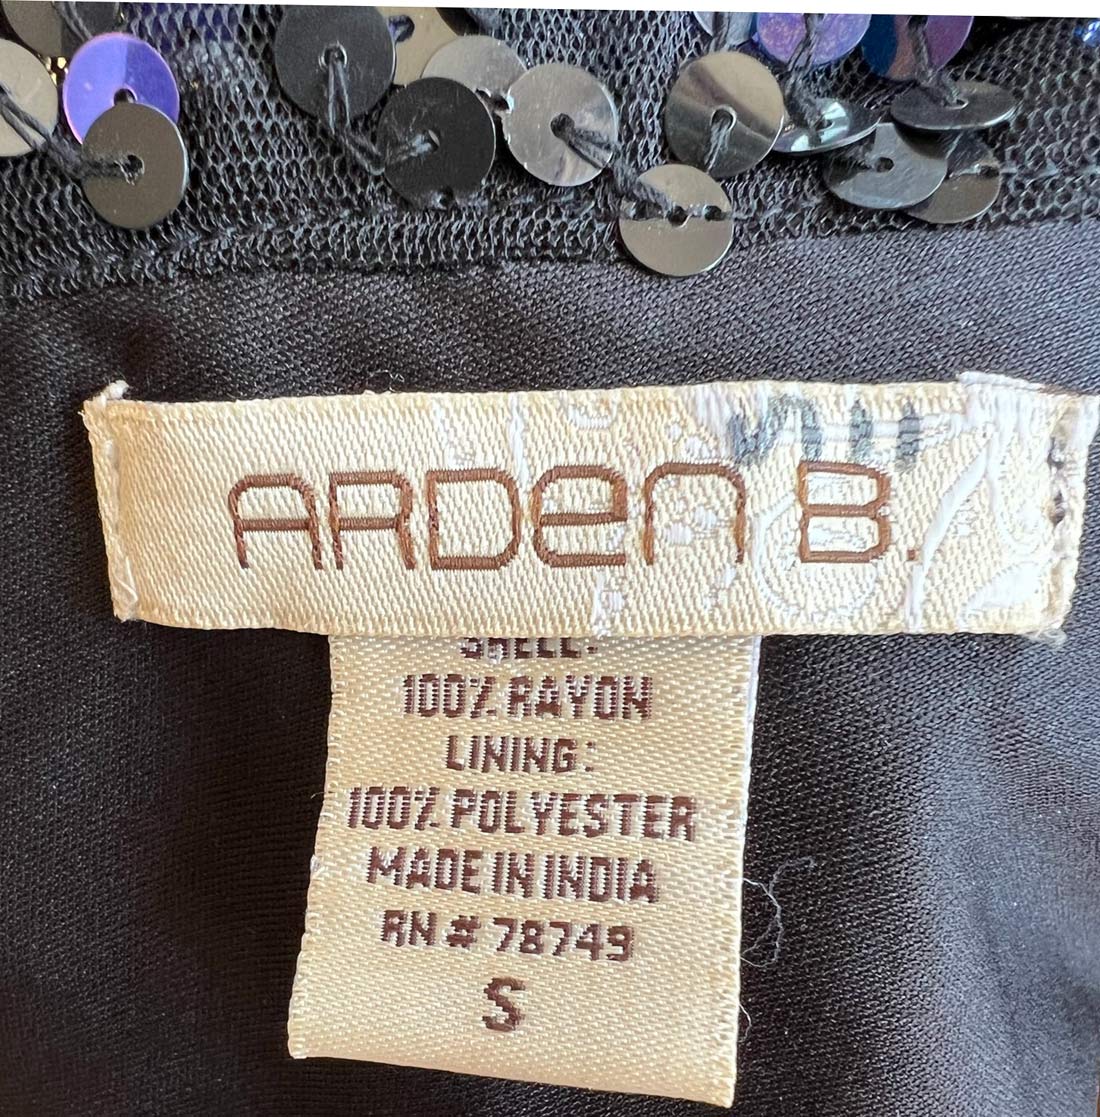 ARDeN B.
SHELL:
100% RAYON
LINING:
100% POLYESTER
MADE IN INDIA
RN # 78749
S